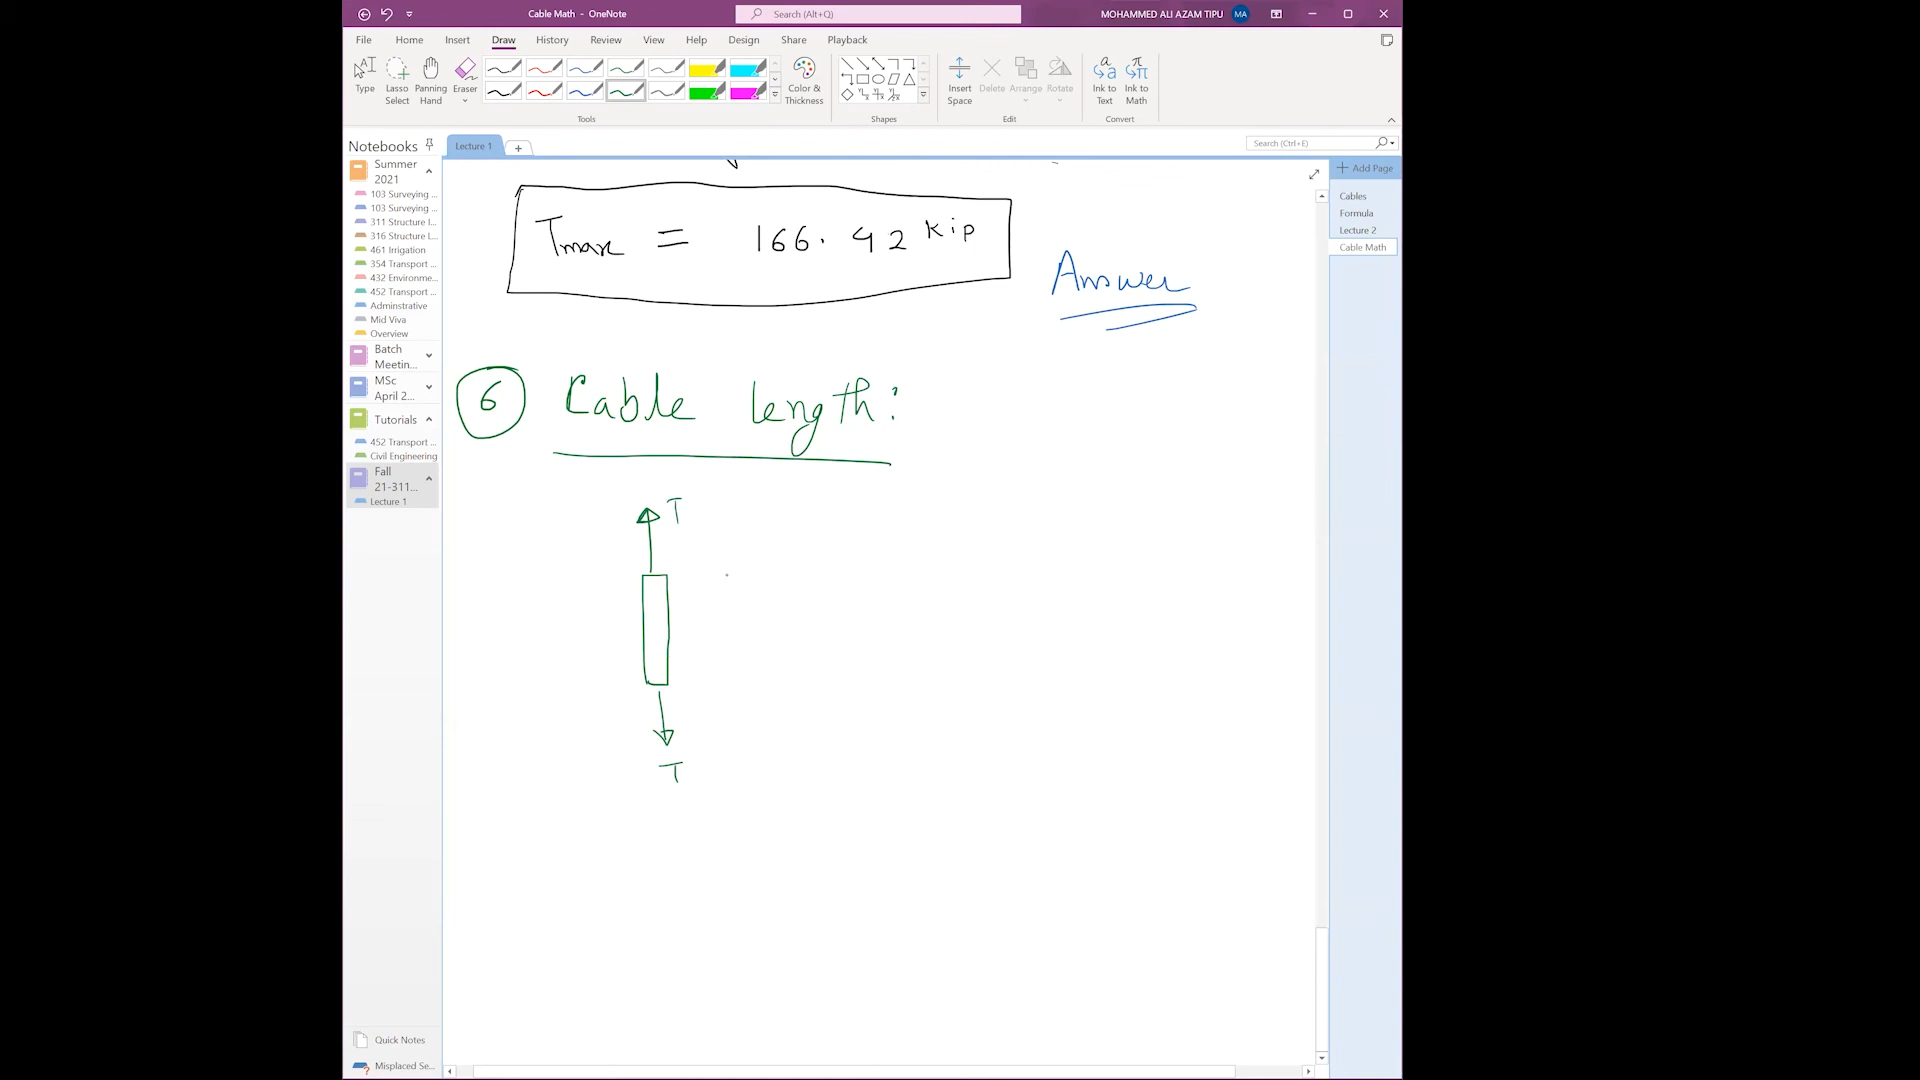 Cable Math - OneNote
Search (Alt+Q)
MOHAMMED ALI AZAM TIPU
MA
File Home Insert Draw History Review View Help Design Share Playback
Type
Lasso Select
Panning Hand
Eraser
Color & Thickness
Insert Space
Delete
Arrange
Rotate
Ink to Text
Ink to Math
Tools
Shapes
Edit
Convert
Notebooks
Lecture 1
Search (Ctrl+E)
Summer 2021
103 Surveying ...
103 Surveying ...
311 Structure I...
316 Structure L...
461 Irrigation
354 Transport ...
432 Environme...
452 Transport ...
Adminstrative
Mid Viva
Overview
Batch Meetin...
MSc April 2...
Tutorials
452 Transport ...
Civil Engineering
Fall 21-311...
Lecture 1
Quick Notes
Misplaced Se...
Tmax = 166.42 kip
Answer
6 Cable length:
T
T
Add Page
Cables
Formula
Lecture 2
Cable Math